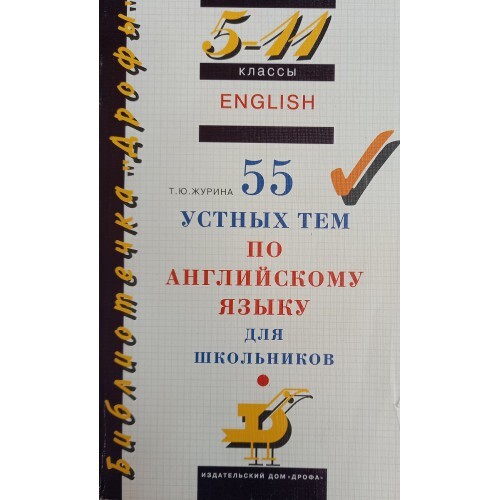 Библиотечка «Дрофы»
5-11
КЛАССЫ
ENGLISH
Т.Ю.ЖУРИНА 55
УСТНЫХ ТЕМ
ПО
АНГЛИЙСКОМУ
ЯЗЫКУ
ДЛЯ
ШКОЛЬНИКОВ
ИЗДАТЕЛЬСКИЙ ДОМ «ДРОФА»